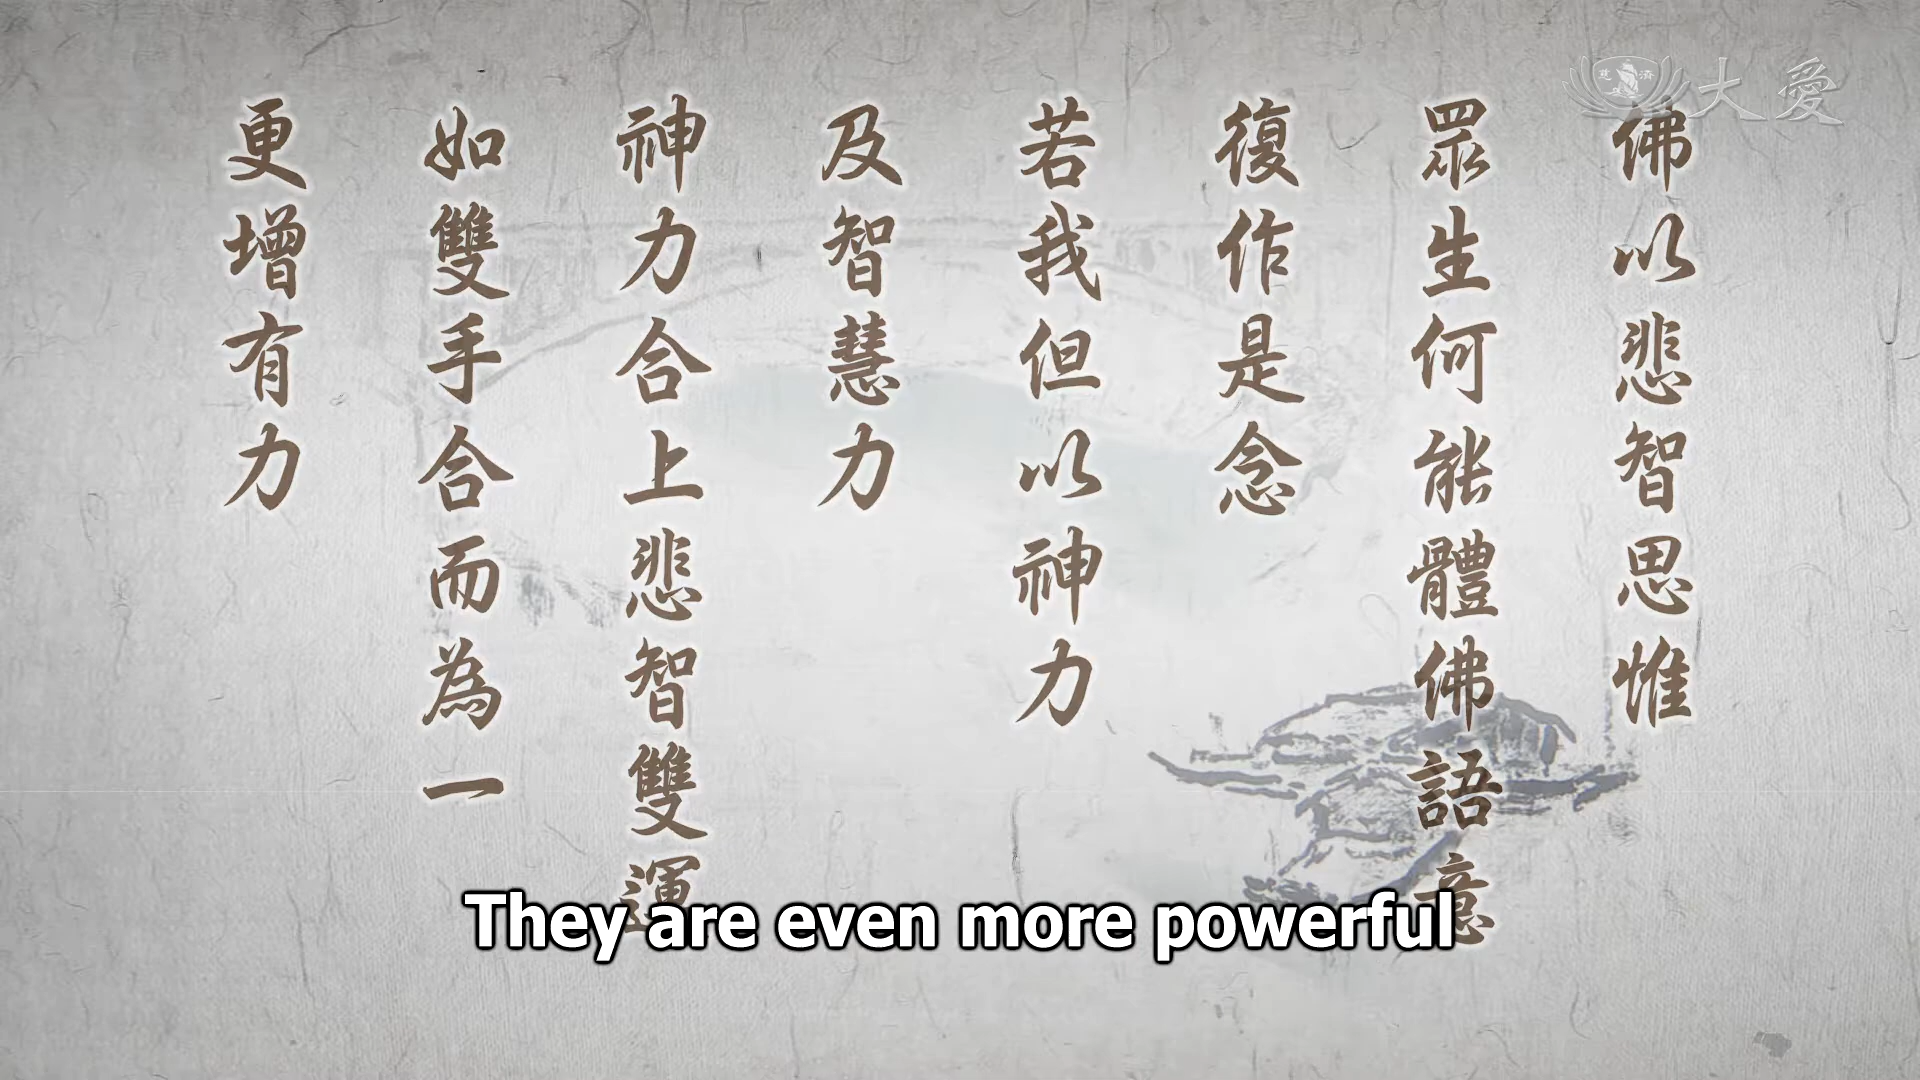 大愛
慈濟
佛以悲智思惟
眾生何能體佛語意
復作是念
若我但以神力
及智慧力
神力合上悲智雙運
如雙手合而為一
更增有力
They are even more powerful